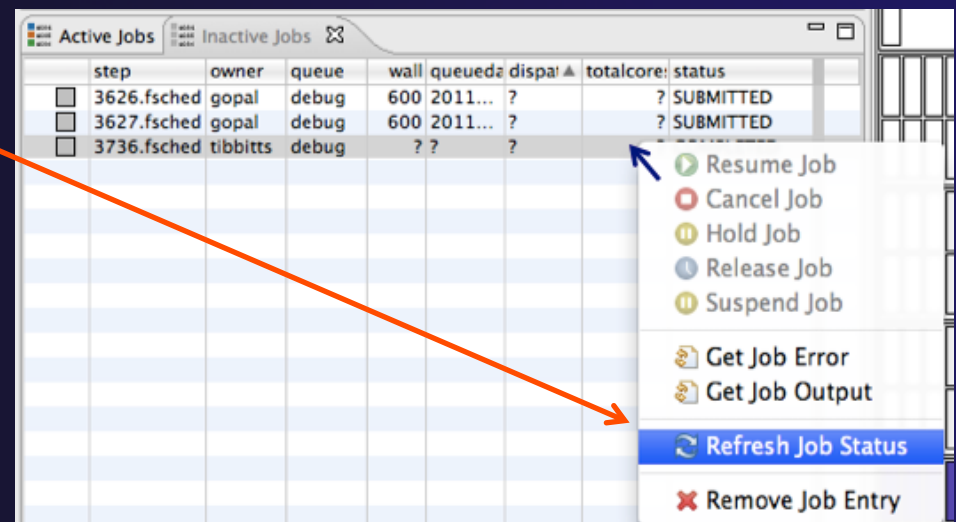 Active Jobs Inactive Jobs
step owner queue wall queueda dispat totalcore: status
3626.fsched gopal debug 600 2011... ? ? SUBMITTED
3627.fsched gopal debug 600 2011... ? ? SUBMITTED
3736.fsched tibbitts debug ? ? ? ?
Resume Job
Cancel Job
Hold Job
Release Job
Suspend Job
Get Job Error
Get Job Output
Refresh Job Status
Remove Job Entry